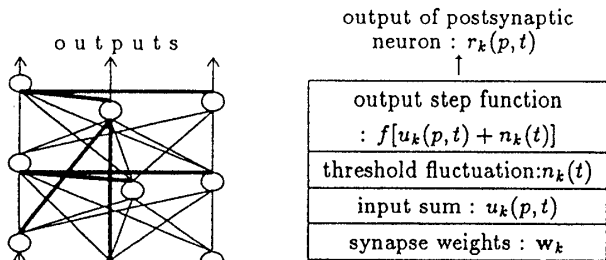 outputs
output of postsynaptic
neuron : r_k(p,t)
output step function
: f[u_k(p,t) + n_k(t)]
threshold fluctuation:n_k(t)
input sum : u_k(p,t)
synapse weights : w_k